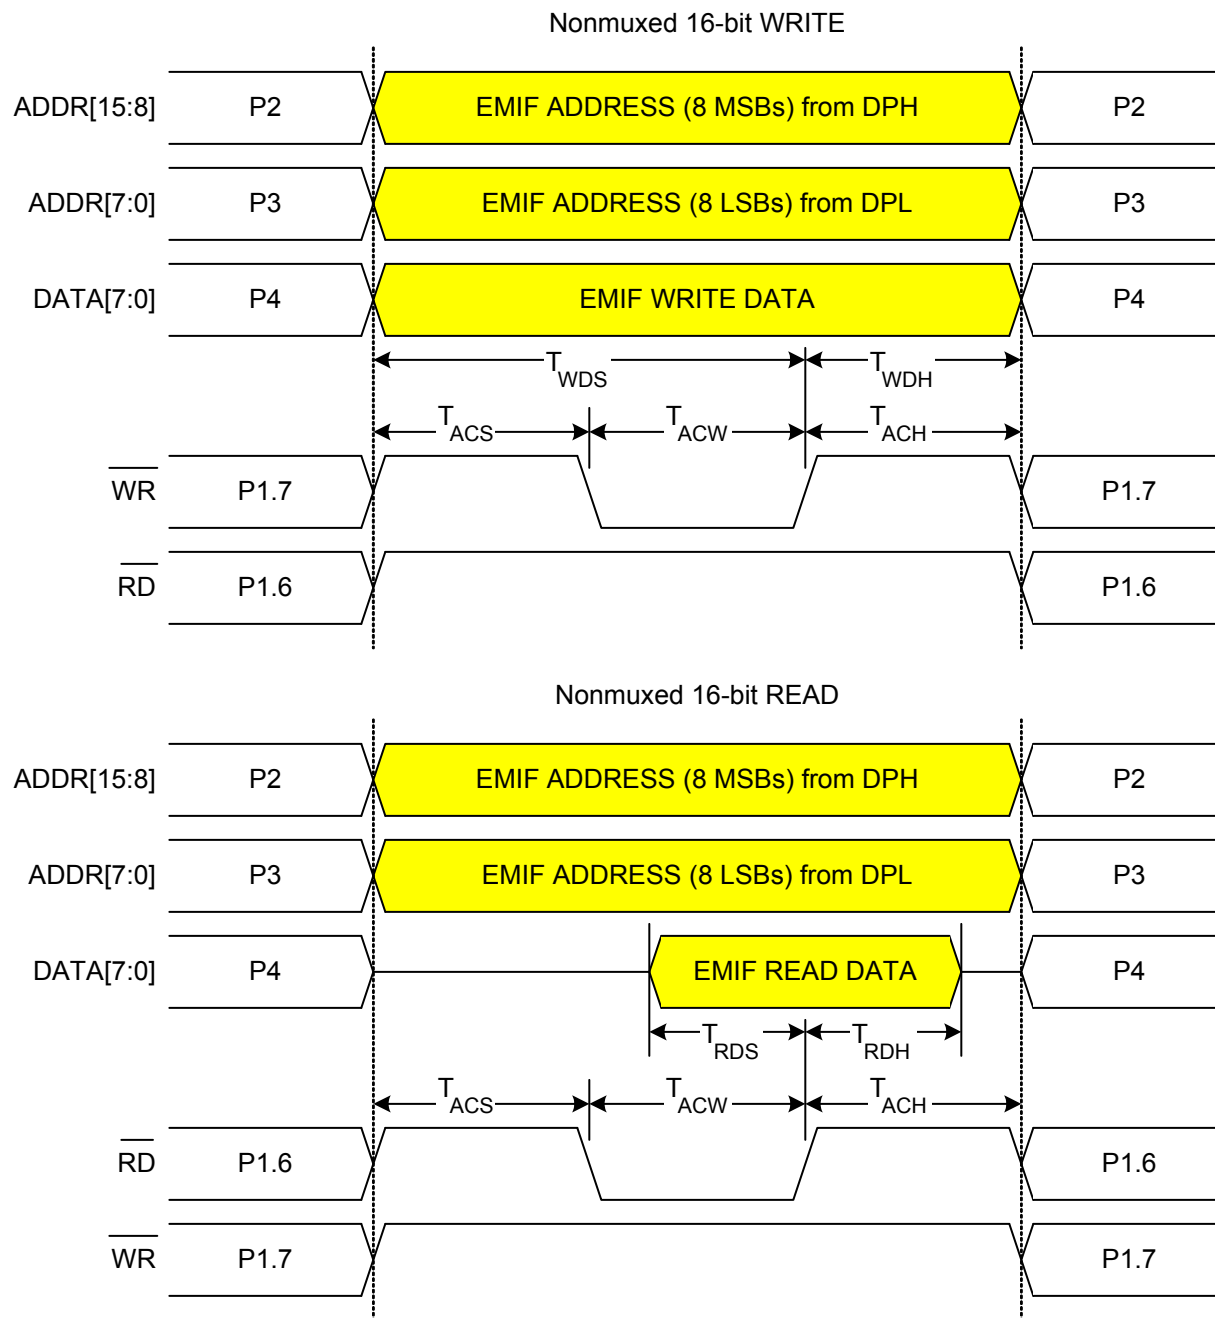 Nonmuxed 16-bit WRITE
ADDR[15:8] P2 EMIF ADDRESS (8 MSBs) from DPH P2
ADDR[7:0] P3 EMIF ADDRESS (8 LSBs) from DPL P3
DATA[7:0] P4 EMIF WRITE DATA P4
TWDS TWDH
TACS TACW TACH
WR P1.7 P1.7
RD P1.6 P1.6
Nonmuxed 16-bit READ
ADDR[15:8] P2 EMIF ADDRESS (8 MSBs) from DPH P2
ADDR[7:0] P3 EMIF ADDRESS (8 LSBs) from DPL P3
DATA[7:0] P4 EMIF READ DATA P4
TRDS TRDH
TACS TACW TACH
RD P1.6 P1.6
WR P1.7 P1.7